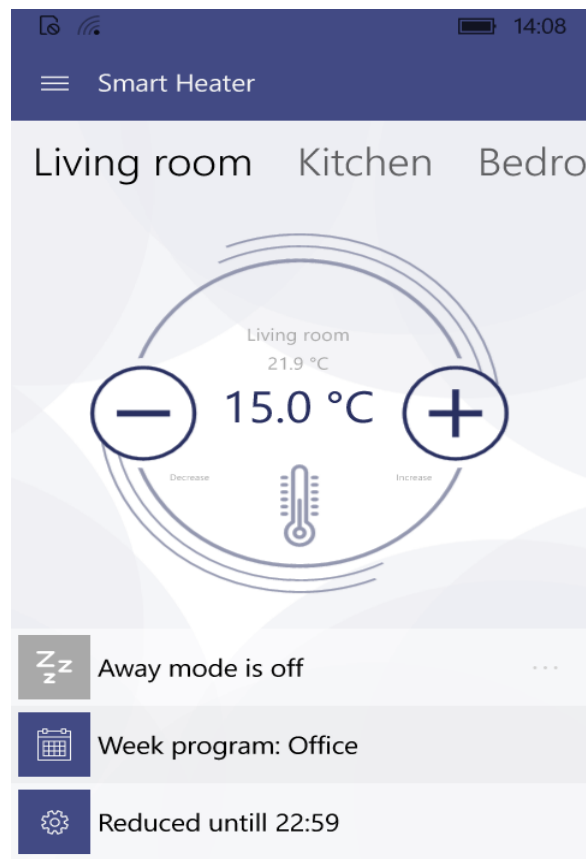 14:08
Smart Heater
Living room Kitchen Bedro
Living room
21.9 °C
15.0 °C
Decrease Increase
Zzz
Away mode is off ...
Week program: Office
Reduced untill 22:59